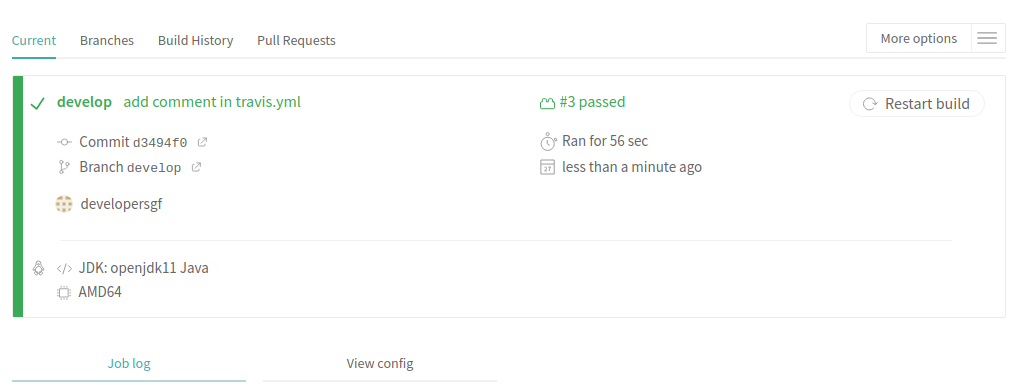 Current Branches Build History Pull Requests More options
develop add comment in travis.yml #3 passed Restart build
Commit d3494f0 Ran for 56 sec
Branch develop less than a minute ago
developersgf
</> JDK: openjdk11 Java
AMD64
Job log View config